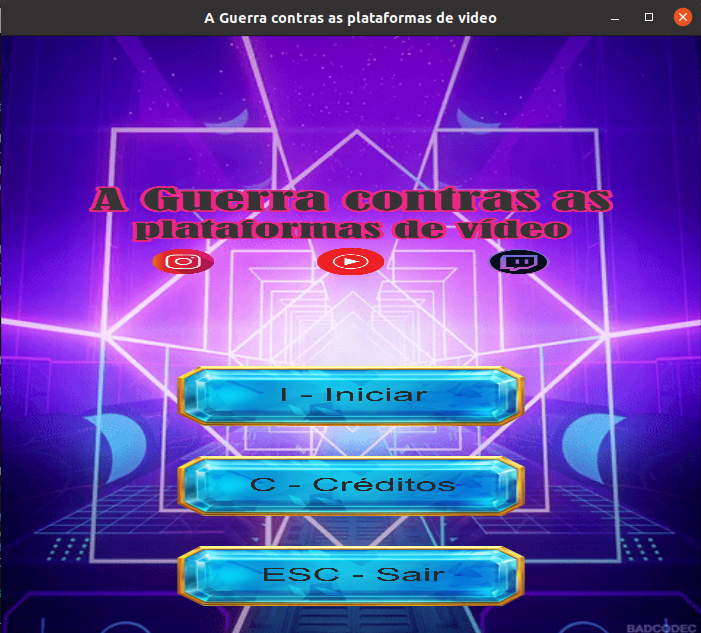 A Guerra contras as plataformas de video
A Guerra contras as
plataformas de vídeo
I - Iniciar
C - Créditos
ESC - Sair
BADCODEC